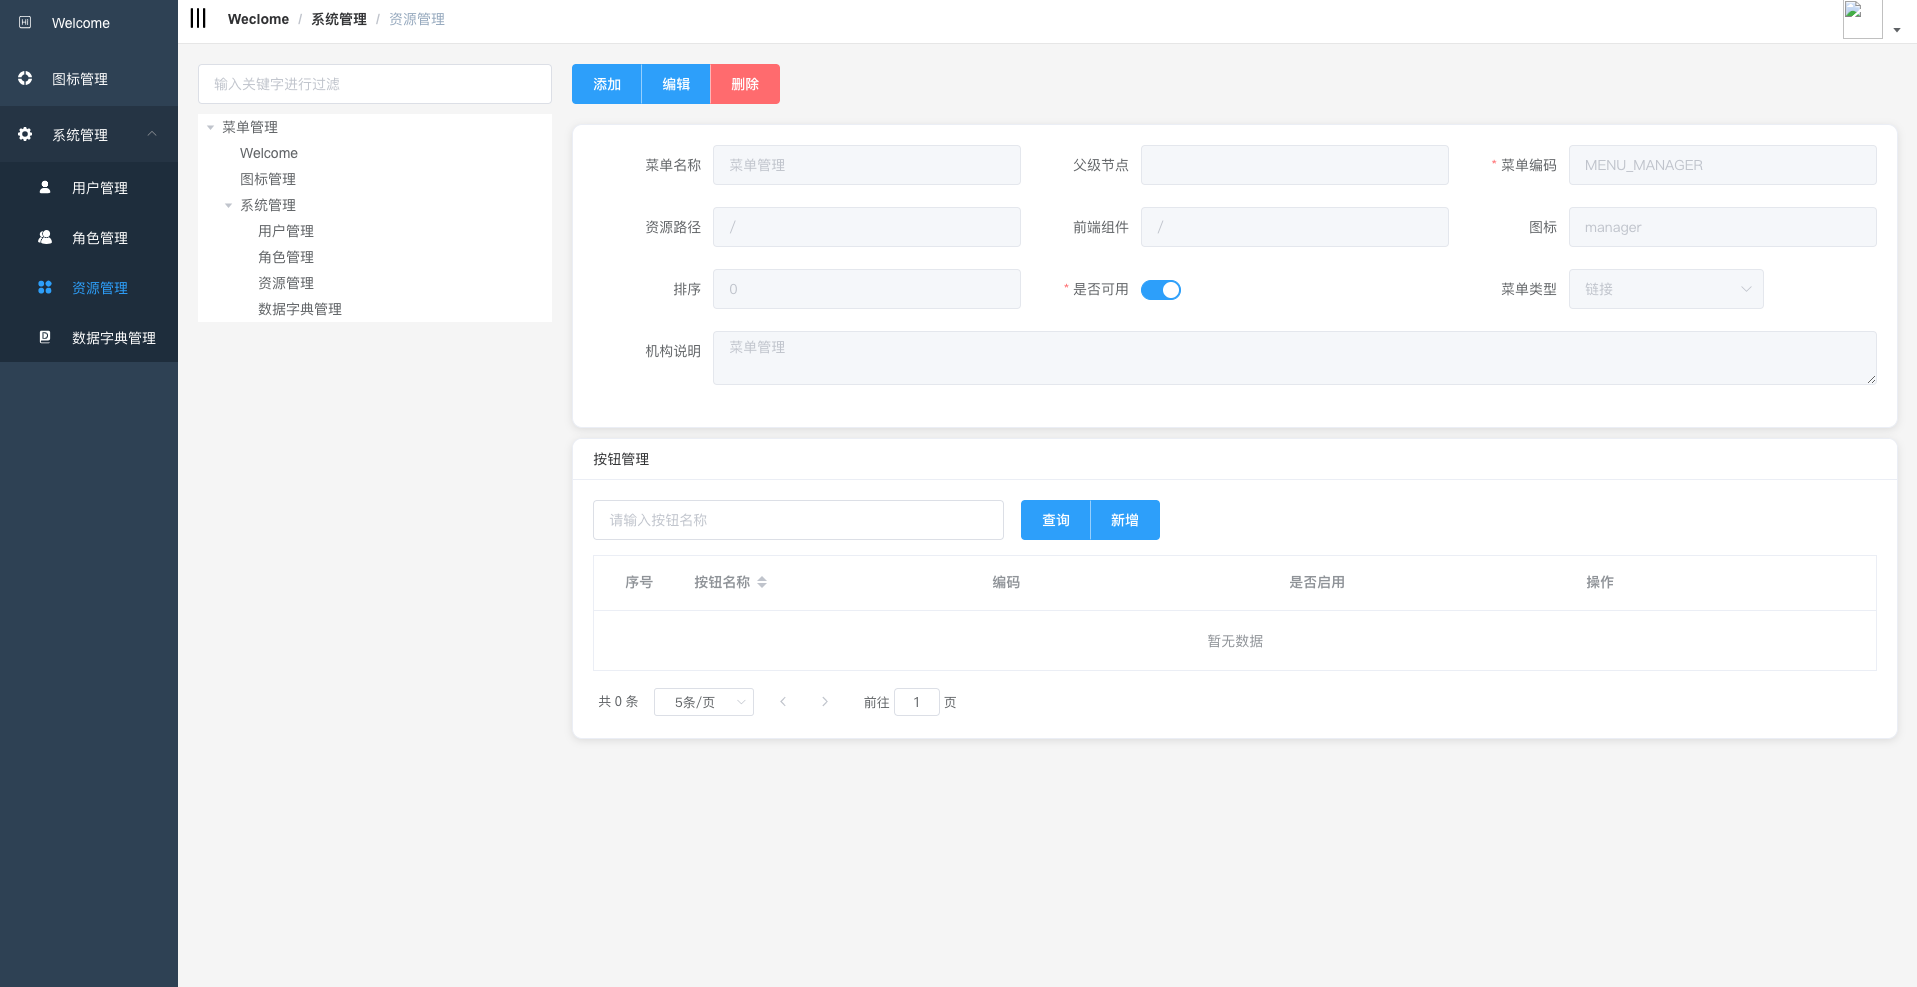 Welcome
图标管理
系统管理
用户管理
角色管理
资源管理
数据字典管理
Weclome / 系统管理 / 资源管理
输入关键字进行过滤
菜单管理
Welcome
图标管理
系统管理
用户管理
角色管理
资源管理
数据字典管理
添加 编辑 删除
菜单名称 菜单管理 父级节点 * 菜单编码 MENU_MANAGER
资源路径 / 前端组件 / 图标 manager
排序 0 * 是否可用 菜单类型 链接
机构说明 菜单管理
按钮管理
请输入按钮名称 查询 新增
序号 按钮名称 编码 是否启用 操作
暂无数据
共 0 条 5条/页 前往 1 页